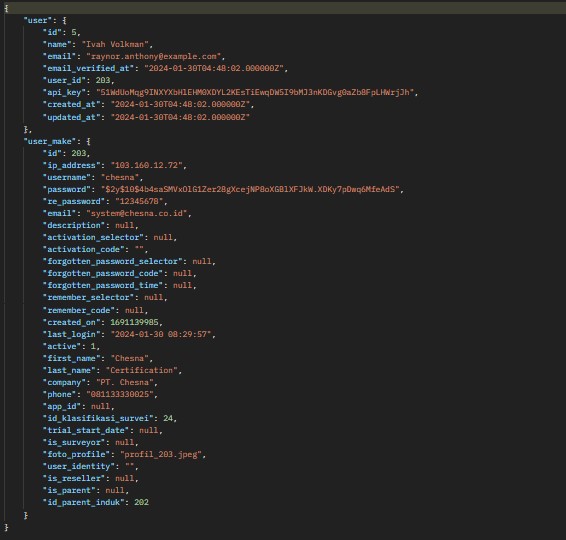 {
"user": {
"id": 5,
"name": "Ivah Volkman",
"email": "raynor.anthony@example.com",
"email_verified_at": "2024-01-30T04:48:02.000000Z",
"user_id": 203,
"api_key": "S1WdUoMqg9INXYXbHlEHM0XDYL2KEsTiEwqDWSI9bMJ3nKDGvg0aZbBFpLHWrjJh",
"created_at": "2024-01-30T04:48:02.000000Z",
"updated_at": "2024-01-30T04:48:02.000000Z"
},
"user_make": {
"id": 203,
"ip_address": "103.160.12.72",
"username": "chesna",
"password": "$2y$10$4b4saSMVxOlG1Zer28gXcejNP8oXGBlXFJkW.XDKy7pDwq6MfeAdS",
"re_password": "12345678",
"email": "system@chesna.co.id",
"description": null,
"activation_selector": null,
"activation_code": "",
"forgotten_password_selector": null,
"forgotten_password_code": null,
"forgotten_password_time": null,
"remember_selector": null,
"remember_code": null,
"created_on": 1691139985,
"last_login": "2024-01-30 08:29:57",
"active": 1,
"first_name": "Chesna",
"last_name": "Certification",
"company": "PT. Chesna",
"phone": "081133330025",
"app_id": null,
"id_klasifikasi_survei": 24,
"trial_start_date": null,
"is_surveyor": null,
"foto_profile": "profil_203.jpeg",
"user_identity": "",
"is_reseller": null,
"is_parent": null,
"id_parent_induk": 202
}
}